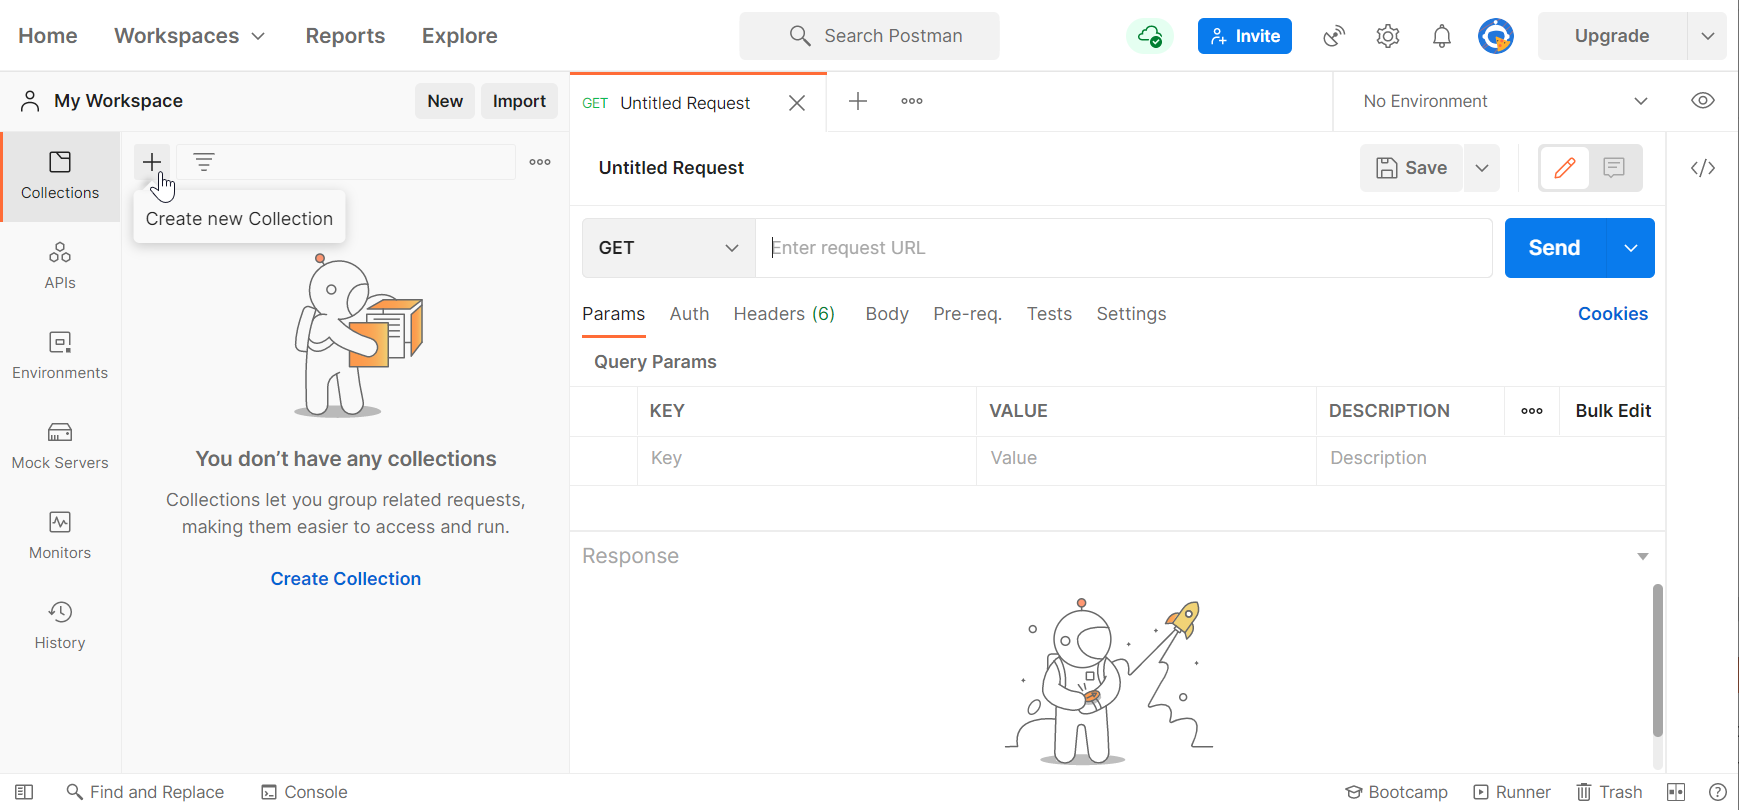 Home Workspaces Reports Explore Search Postman Invite Upgrade
My Workspace New Import GET Untitled Request No Environment
Collections
Create new Collection
APIs
Environments
Mock Servers
Monitors
History
You don’t have any collections
Collections let you group related requests,
making them easier to access and run.
Create Collection
Untitled Request Save
GET Enter request URL Send
Params Auth Headers (6) Body Pre-req. Tests Settings Cookies
Query Params
KEY VALUE DESCRIPTION Bulk Edit
Key Value Description
Response
Find and Replace Console Bootcamp Runner Trash